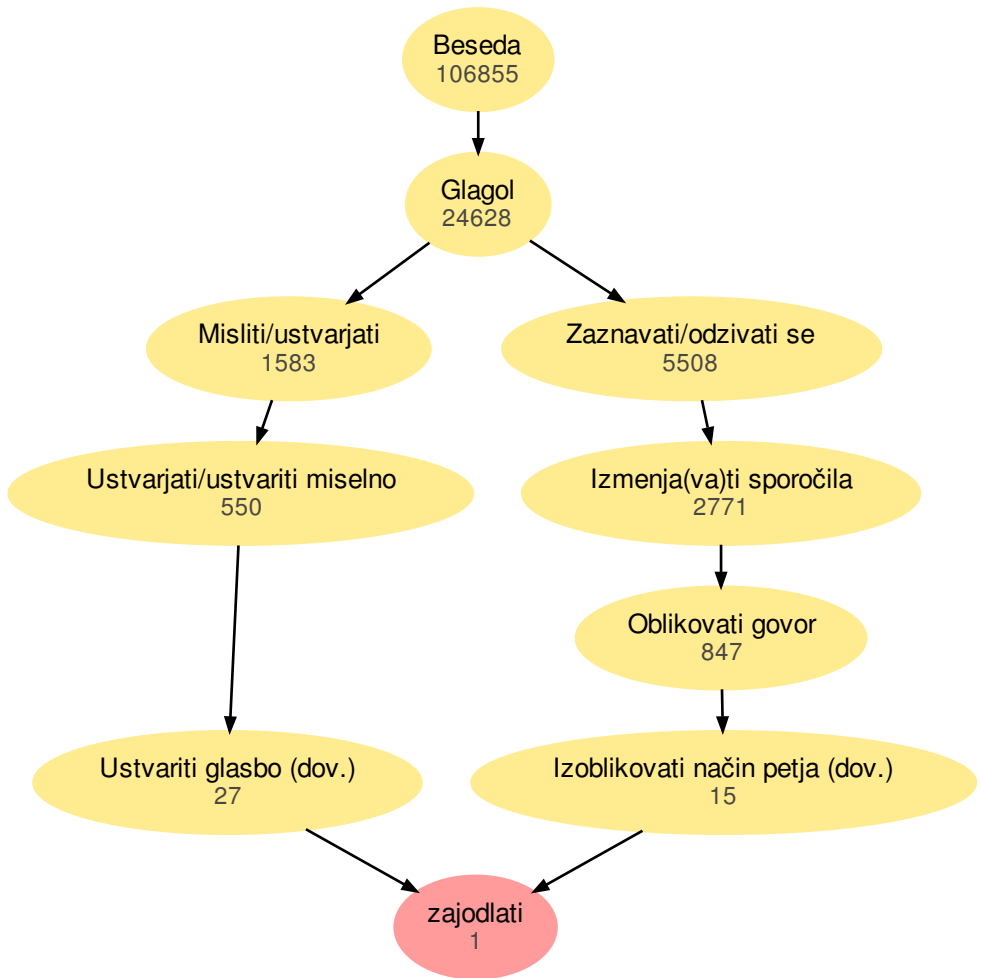 Beseda
106855
Glagol
24628
Misliti/ustvarjati
1583
Zaznavati/odzivati se
5508
Ustvarjati/ustvariti miselno
550
Izmenja(va)ti sporočila
2771
Oblikovati govor
847
Ustvariti glasbo (dov.)
27
Izoblikovati način petja (dov.)
15
zajodlati
1